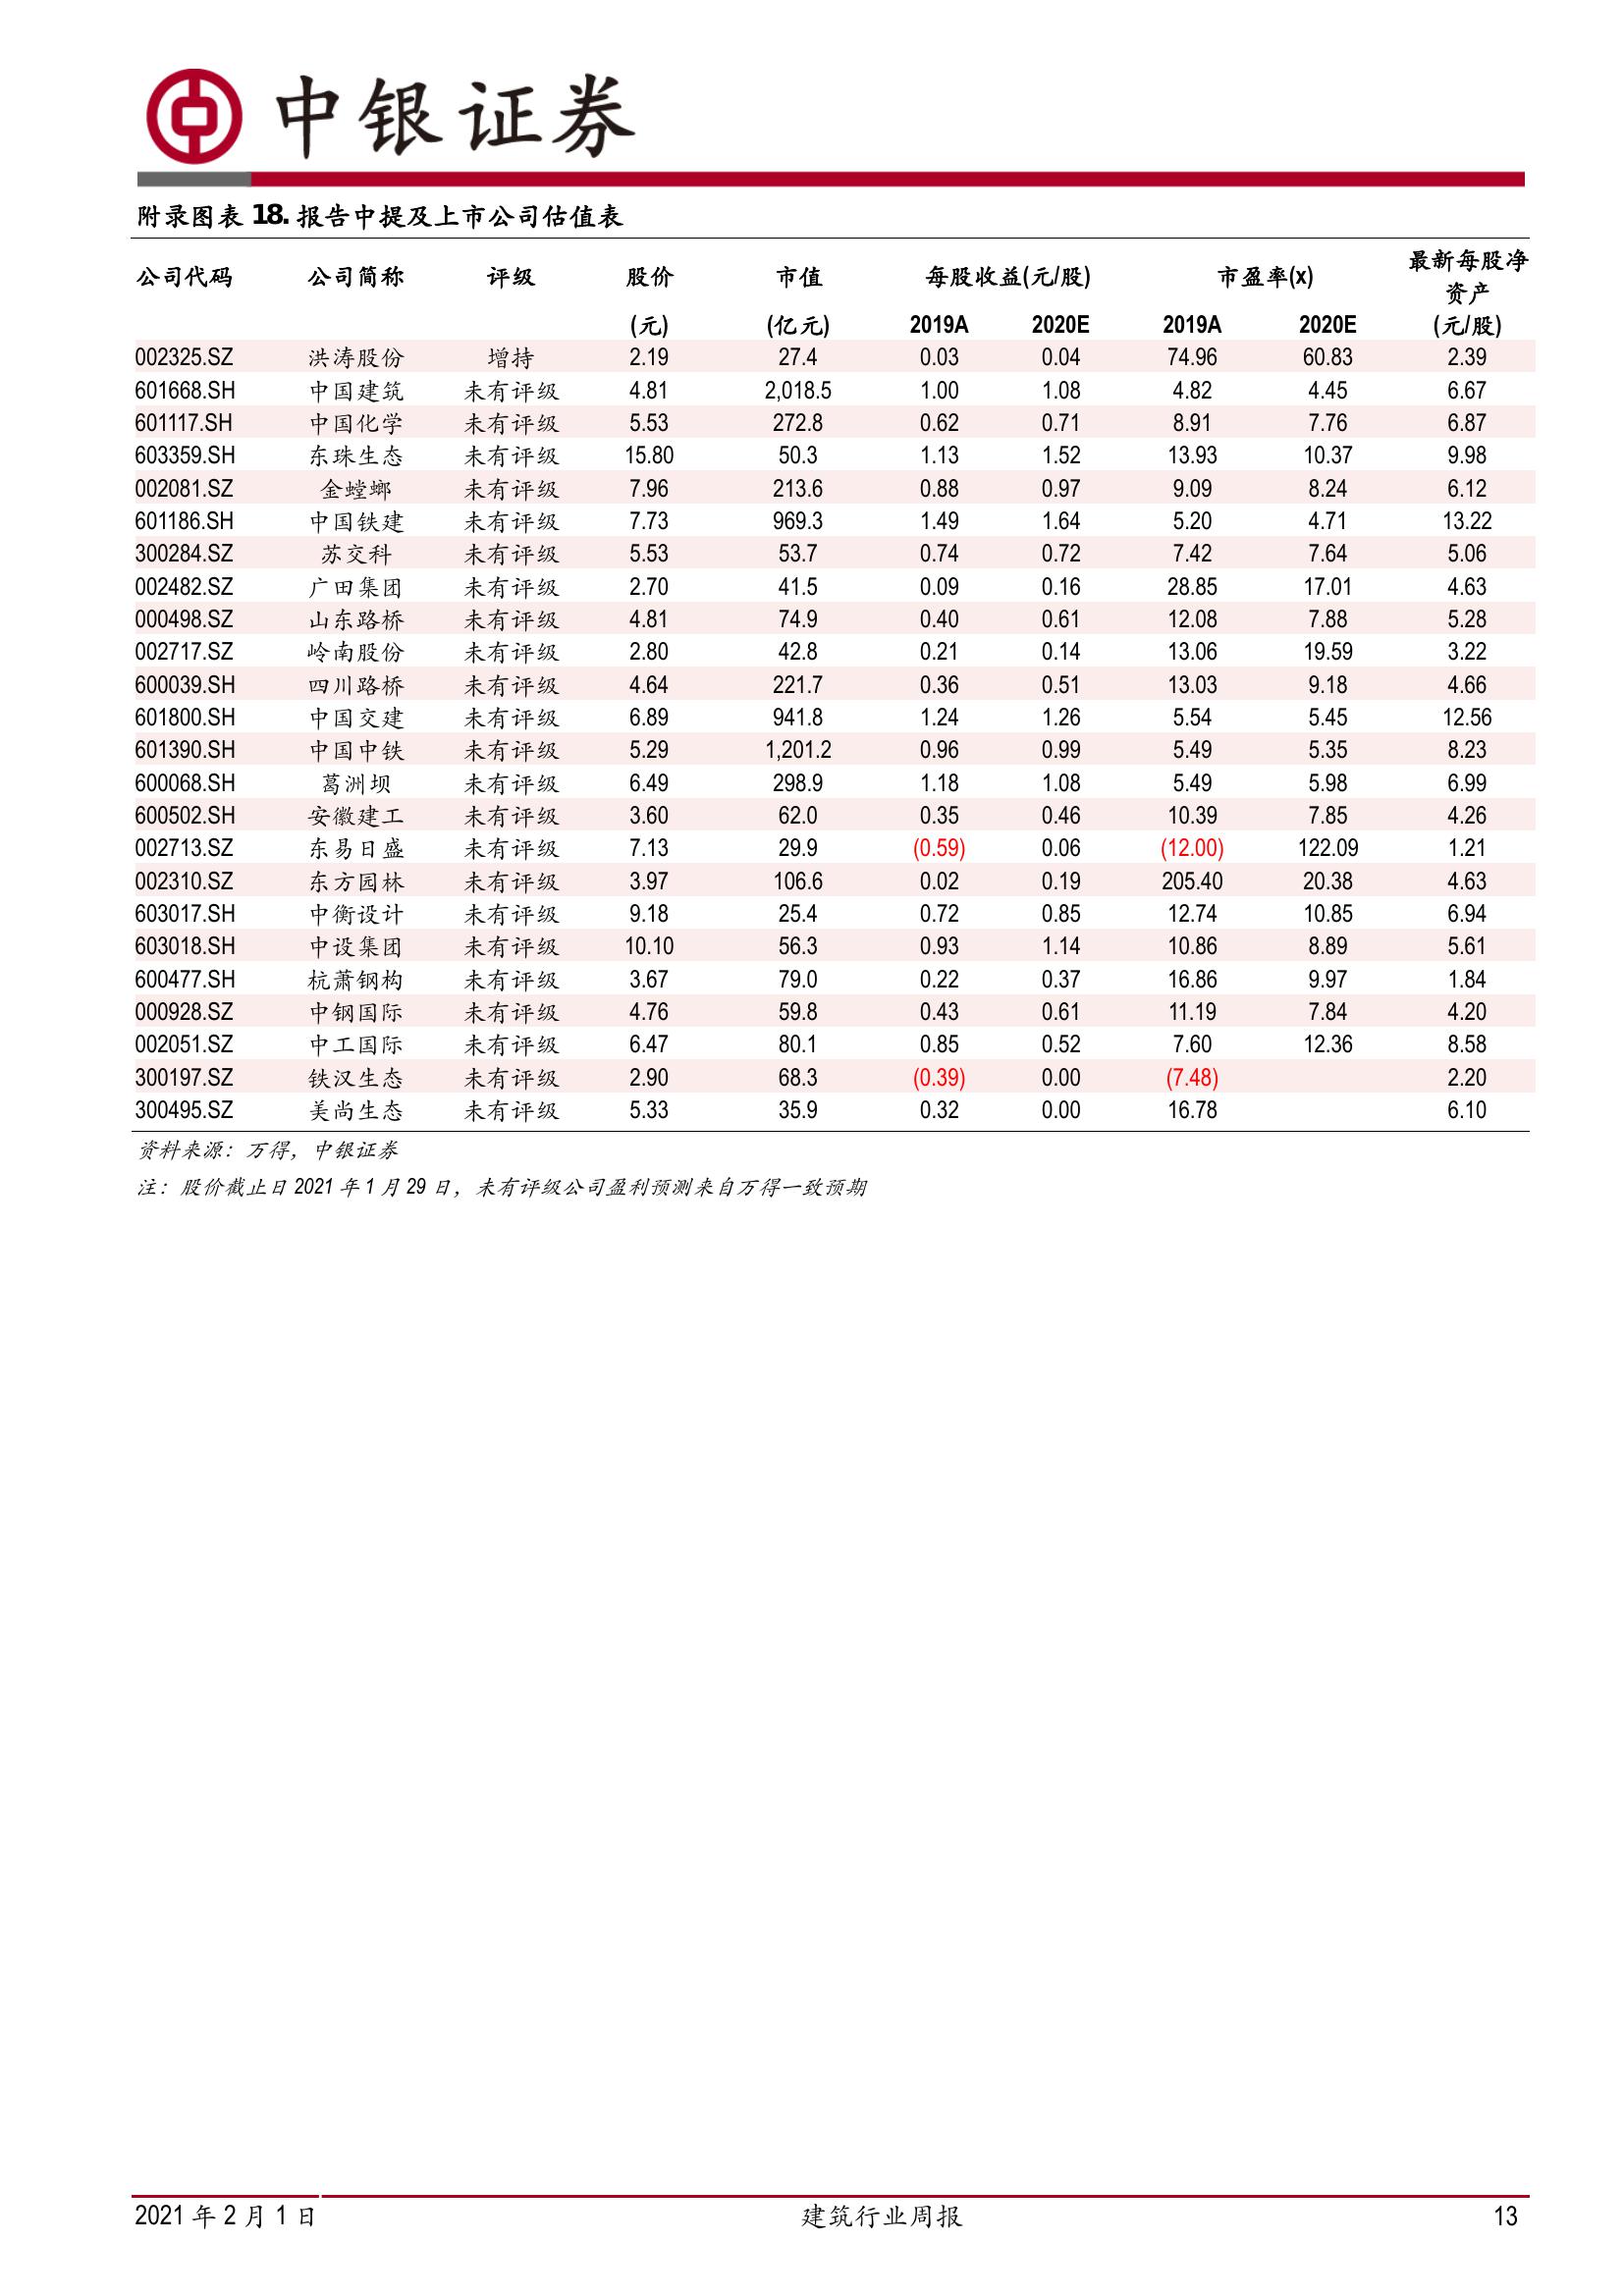 中银证券
附录图表 18. 报告中提及上市公司估值表
公司代码 公司简称 评级 股价 市值 每股收益(元/股) 市盈率(x) 最新每股净资产
(元) (亿元) 2019A 2020E 2019A 2020E (元/股)
002325.SZ 洪涛股份 增持 2.19 27.4 0.03 0.04 74.96 60.83 2.39
601668.SH 中国建筑 未有评级 4.81 2,018.5 1.00 1.08 4.82 4.45 6.67
601117.SH 中国化学 未有评级 5.53 272.8 0.62 0.71 8.91 7.76 6.87
603359.SH 东珠生态 未有评级 15.80 50.3 1.13 1.52 13.93 10.37 9.98
002081.SZ 金螳螂 未有评级 7.96 213.6 0.88 0.97 9.09 8.24 6.12
601186.SH 中国铁建 未有评级 7.73 969.3 1.49 1.64 5.20 4.71 13.22
300284.SZ 苏交科 未有评级 5.53 53.7 0.74 0.72 7.42 7.64 5.06
002482.SZ 广田集团 未有评级 2.70 41.5 0.09 0.16 28.85 17.01 4.63
000498.SZ 山东路桥 未有评级 4.81 74.9 0.40 0.61 12.08 7.88 5.28
002717.SZ 岭南股份 未有评级 2.80 42.8 0.21 0.14 13.06 19.59 3.22
600039.SH 四川路桥 未有评级 4.64 221.7 0.36 0.51 13.03 9.18 4.66
601800.SH 中国交建 未有评级 6.89 941.8 1.24 1.26 5.54 5.45 12.56
601390.SH 中国中铁 未有评级 5.29 1,201.2 0.96 0.99 5.49 5.35 8.23
600068.SH 葛洲坝 未有评级 6.49 298.9 1.18 1.08 5.49 5.98 6.99
600502.SH 安徽建工 未有评级 3.60 62.0 0.35 0.46 10.39 7.85 4.26
002713.SZ 东易日盛 未有评级 7.13 29.9 (0.59) 0.06 (12.00) 122.09 1.21
002310.SZ 东方园林 未有评级 3.97 106.6 0.02 0.19 205.40 20.38 4.63
603017.SH 中衡设计 未有评级 9.18 25.4 0.72 0.85 12.74 10.85 6.94
603018.SH 中设集团 未有评级 10.10 56.3 0.93 1.14 10.86 8.89 5.61
600477.SH 杭萧钢构 未有评级 3.67 79.0 0.22 0.37 16.86 9.97 1.84
000928.SZ 中钢国际 未有评级 4.76 59.8 0.43 0.61 11.19 7.84 4.20
002051.SZ 中工国际 未有评级 6.47 80.1 0.85 0.52 7.60 12.36 8.58
300197.SZ 铁汉生态 未有评级 2.90 68.3 (0.39) 0.00 (7.48) 2.20
300495.SZ 美尚生态 未有评级 5.33 35.9 0.32 0.00 16.78 6.10
资料来源：万得，中银证券
注：股价截止日 2021 年 1 月 29 日，未有评级公司盈利预测来自万得一致预期
2021 年 2 月 1 日 建筑行业周报 13